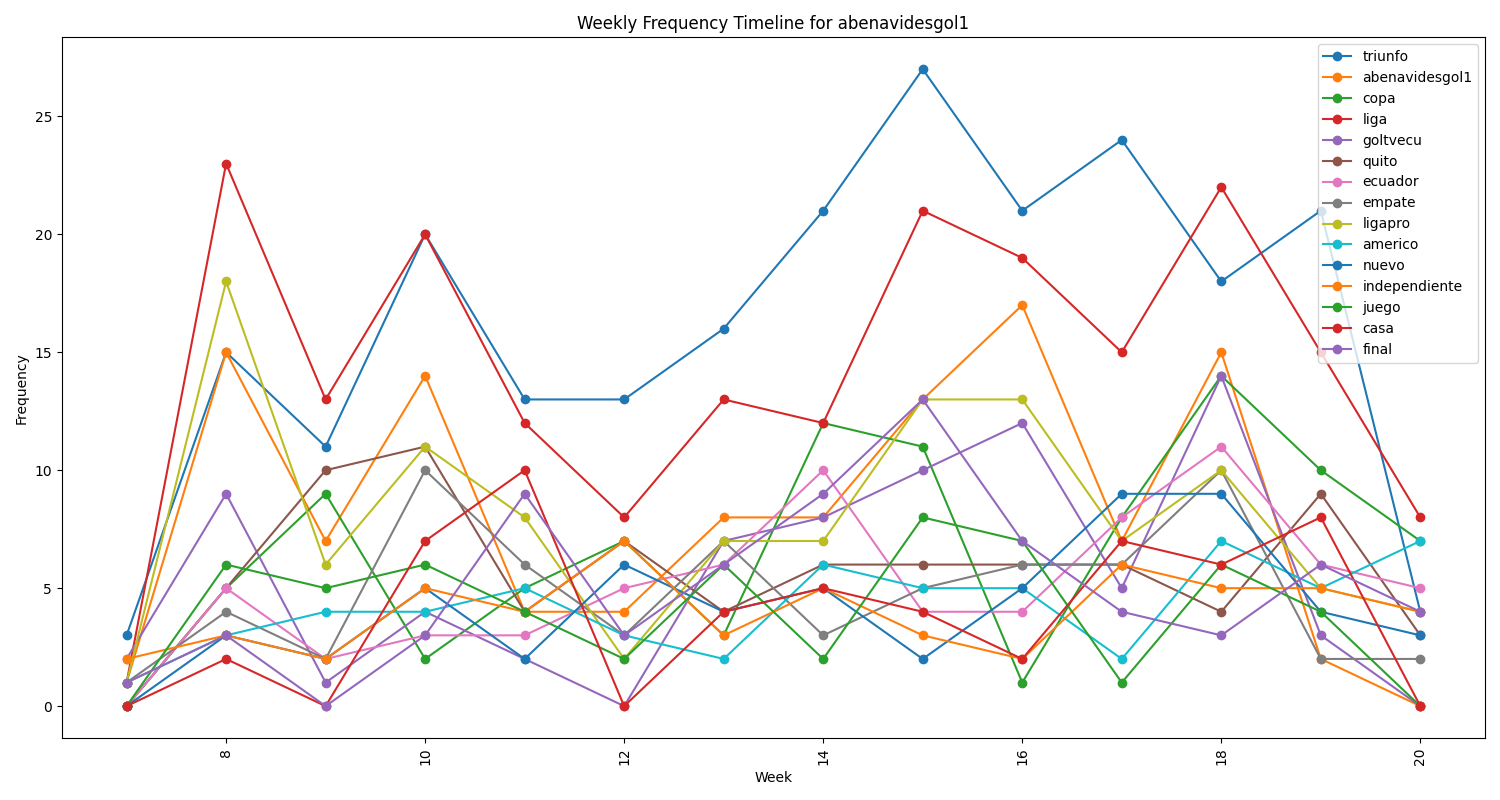 Weekly Frequency Timeline for abenavidesgol1
triunfo
abenavidesgol1
copa
liga
goltvecu
quito
ecuador
empate
ligapro
americo
nuevo
independiente
juego
casa
final
25
20
15
10
5
0
Frequency
8
10
12
14
16
18
20
Week